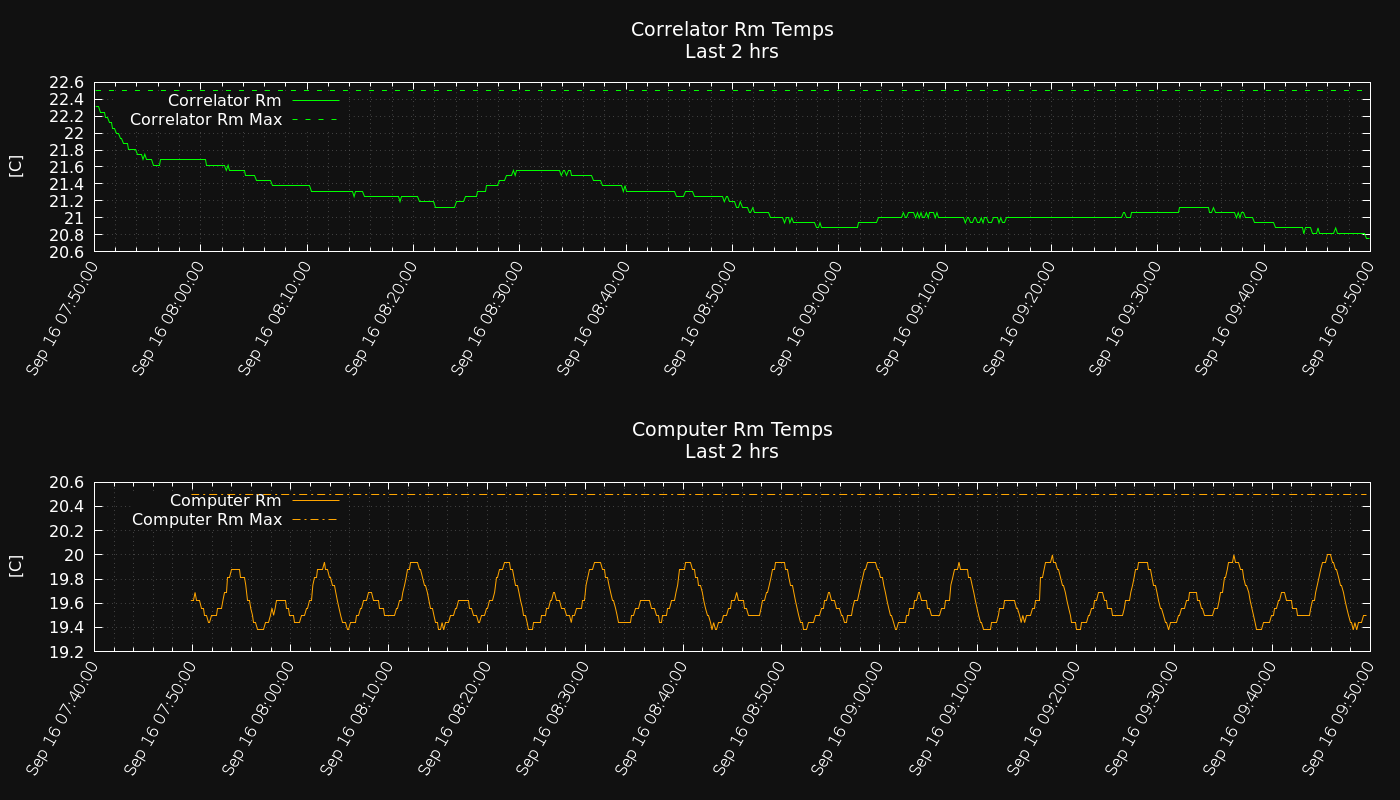 Correlator Rm Temps
Last 2 hrs
[C]
22.6
22.4
22.2
22
21.8
21.6
21.4
21.2
21
20.8
20.6
Correlator Rm
Correlator Rm Max
Sep 16 07:50:00
Sep 16 08:00:00
Sep 16 08:10:00
Sep 16 08:20:00
Sep 16 08:30:00
Sep 16 08:40:00
Sep 16 08:50:00
Sep 16 09:00:00
Sep 16 09:10:00
Sep 16 09:20:00
Sep 16 09:30:00
Sep 16 09:40:00
Sep 16 09:50:00
Computer Rm Temps
Last 2 hrs
[C]
20.6
20.4
20.2
20
19.8
19.6
19.4
19.2
Computer Rm
Computer Rm Max
Sep 16 07:40:00
Sep 16 07:50:00
Sep 16 08:00:00
Sep 16 08:10:00
Sep 16 08:20:00
Sep 16 08:30:00
Sep 16 08:40:00
Sep 16 08:50:00
Sep 16 09:00:00
Sep 16 09:10:00
Sep 16 09:20:00
Sep 16 09:30:00
Sep 16 09:40:00
Sep 16 09:50:00